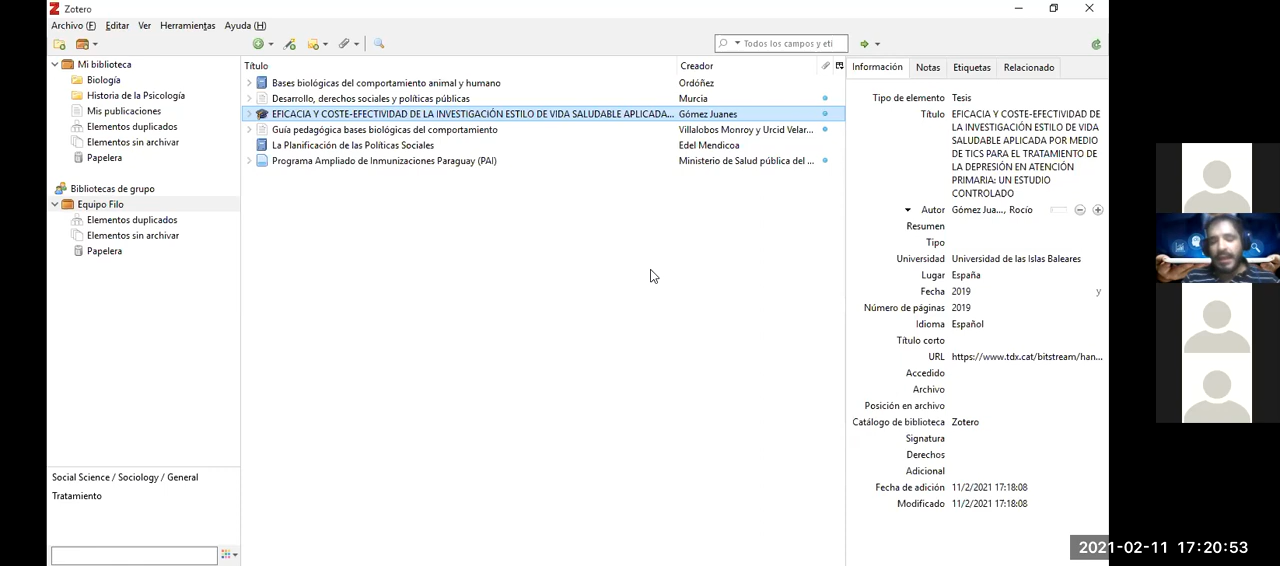 Zotero
Archivo (F) Editar Ver Herramientas Ayuda (H)
Todos los campos y eti
Mi biblioteca
Biología
Historia de la Psicología
Mis publicaciones
Elementos duplicados
Elementos sin archivar
Papelera
Bibliotecas de grupo
Equipo Filo
Elementos duplicados
Elementos sin archivar
Papelera
Social Science / Sociology / General
Tratamiento
Título Creador
Bases biológicas del comportamiento animal y humano Ordóñez
Desarrollo, derechos sociales y políticas públicas Murcia
EFICACIA Y COSTE-EFECTIVIDAD DE LA INVESTIGACIÓN ESTILO DE VIDA SALUDABLE APLICADA... Gómez Juanes
Guía pedagógica bases biológicas del comportamiento Villalobos Monroy y Urcid Velar...
La Planificación de las Políticas Sociales Edel Mendicoa
Programa Ampliado de Inmunizaciones Paraguay (PAI) Ministerio de Salud pública del ...
Información Notas Etiquetas Relacionado
Tipo de elemento Tesis
Título EFICACIA Y COSTE-EFECTIVIDAD DE
LA INVESTIGACIÓN ESTILO DE VIDA
SALUDABLE APLICADA POR MEDIO
DE TICS PARA EL TRATAMIENTO DE
LA DEPRESIÓN EN ATENCIÓN
PRIMARIA: UN ESTUDIO
CONTROLADO
Autor Gómez Jua..., Rocío
Resumen
Tipo
Universidad Universidad de las Islas Baleares
Lugar España
Fecha 2019 y
Número de páginas 2019
Idioma Español
Título corto
URL https://www.tdx.cat/bitstream/han...
Accedido
Archivo
Posición en archivo
Catálogo de biblioteca Zotero
Signatura
Derechos
Adicional
Fecha de adición 11/2/2021 17:18:08
Modificado 11/2/2021 17:18:08
2021-02-11 17:20:53